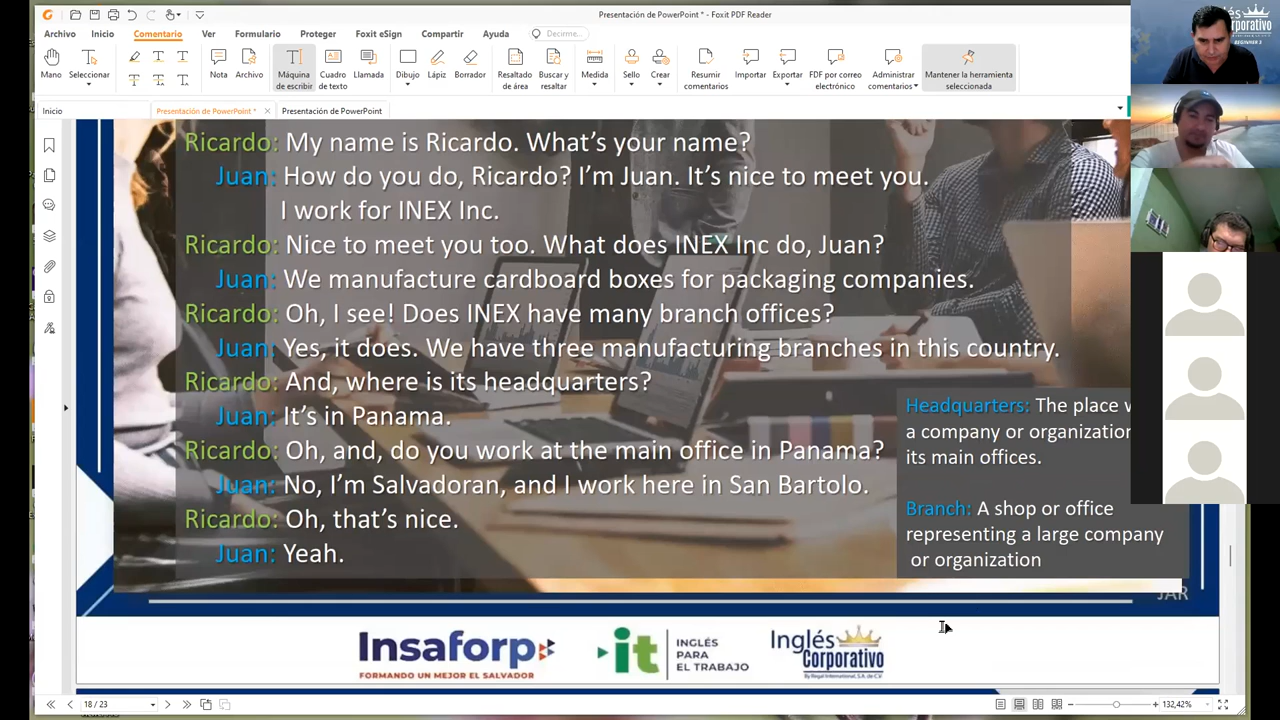 Presentación de PowerPoint * - Foxit PDF Reader
Archivo Inicio Comentario Ver Formulario Proteger Foxit eSign Compartir Ayuda Decirme...
Mano Seleccionar Nota Archivo Máquina de escribir Cuadro de texto Llamada Dibujo Lápiz Borrador Resaltado de área Buscar y resaltar Medida Sello Crear Resumir comentarios Importar Exportar FDF por correo electrónico Administrar comentarios Mantener la herramienta seleccionada
Inicio Presentación de PowerPoint * Presentación de PowerPoint
Ricardo: My name is Ricardo. What's your name?
Juan: How do you do, Ricardo? I'm Juan. It's nice to meet you.
I work for INEX Inc.
Ricardo: Nice to meet you too. What does INEX Inc do, Juan?
Juan: We manufacture cardboard boxes for packaging companies.
Ricardo: Oh, I see! Does INEX have many branch offices?
Juan: Yes, it does. We have three manufacturing branches in this country.
Ricardo: And, where is its headquarters?
Juan: It's in Panama.
Ricardo: Oh, and, do you work at the main office in Panama?
Juan: No, I'm Salvadoran, and I work here in San Bartolo.
Ricardo: Oh, that's nice.
Juan: Yeah.
Headquarters: The place
a company or organization
its main offices.
Branch: A shop or office
representing a large company
or organization
JAR
Insaforp
FORMANDO UN MEJOR EL SALVADOR
it
INGLÉS
PARA
EL TRABAJO
Inglés
Corporativo
By Regal International, S.A. de C.V.
18 / 23
132,42%